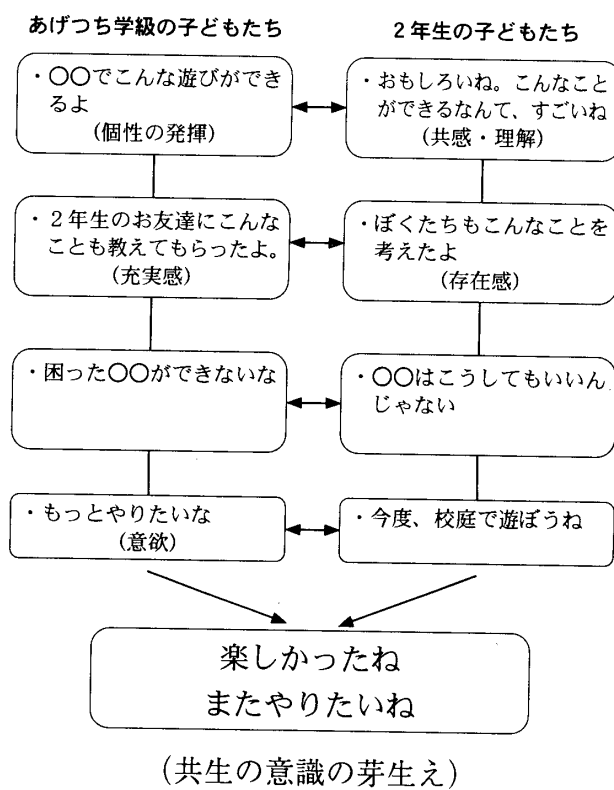 あげつち学級の子どもたち
2年生の子どもたち
・〇〇でこんな遊びができ
るよ
(個性の発揮)
・おもしろいね。こんなこと
ができるなんて、すごいね
(共感・理解)
・2年生のお友達にこんな
ことも教えてもらったよ。
(充実感)
・ぼくたちもこんなことを
考えたよ
(存在感)
・困った〇〇ができないな
・〇〇はこうしてもいいん
じゃない
・もっとやりたいな
(意欲)
・今度、校庭で遊ぼうね
楽しかったね
またやりたいね
(共生の意識の芽生え)